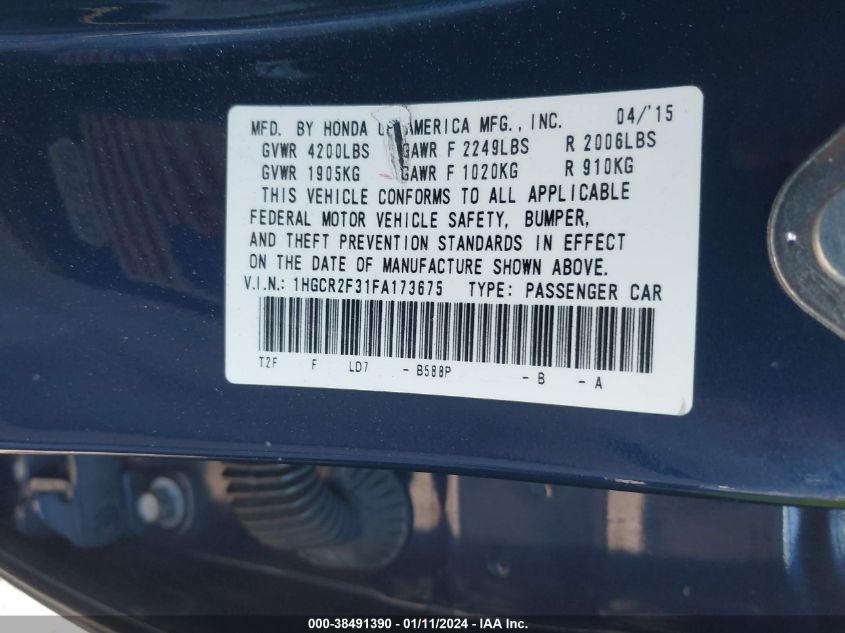 MFD. BY HONDA OF AMERICA MFG., INC. 04/'15
GVWR 4200LBS GAWR F 2249LBS R 2006LBS
GVWR 1905KG GAWR F 1020KG R 910KG
THIS VEHICLE CONFORMS TO ALL APPLICABLE
FEDERAL MOTOR VEHICLE SAFETY, BUMPER,
AND THEFT PREVENTION STANDARDS IN EFFECT
ON THE DATE OF MANUFACTURE SHOWN ABOVE.
V.I.N.: 1HGCR2F31FA173675 TYPE: PASSENGER CAR
T2F F LD7 - B588P - B - A
000-38491390 - 01/11/2024 - IAA Inc.